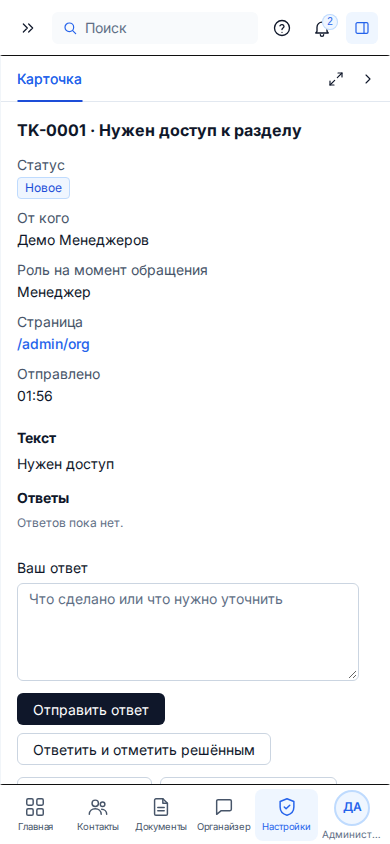 Поиск
2
Карточка
TK-0001 · Нужен доступ к разделу
Статус
Новое
От кого
Демо Менеджеров
Роль на момент обращения
Менеджер
Страница
/admin/org
Отправлено
01:56
Текст
Нужен доступ
Ответы
Ответов пока нет.
Ваш ответ
Что сделано или что нужно уточнить
Отправить ответ
Ответить и отметить решённым
Главная
Контакты
Документы
Органайзер
Настройки
ДА
Админист...